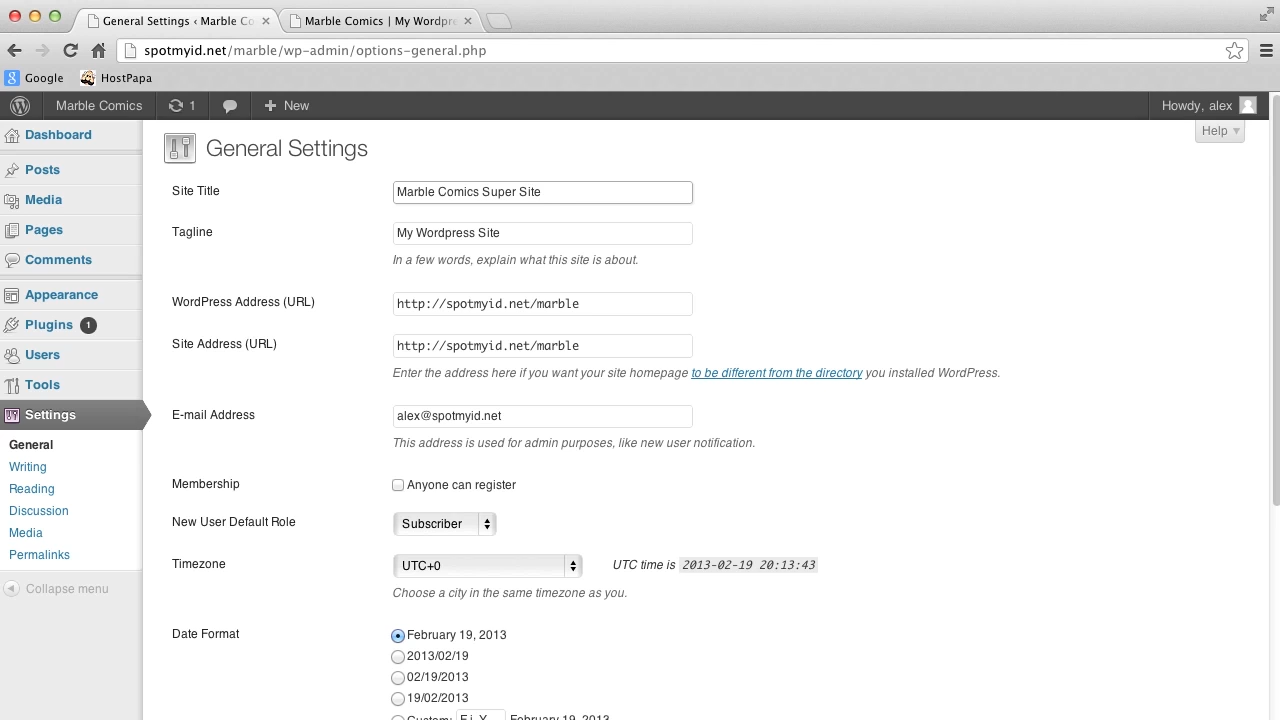 General Settings ‹ Marble Co
Marble Comics | My Wordpre
spotmyid.net/marble/wp-admin/options-general.php
Google HostPapa
Marble Comics 1 New Howdy, alex
Help
Dashboard
Posts
Media
Pages
Comments
Appearance
Plugins 1
Users
Tools
Settings
General
Writing
Reading
Discussion
Media
Permalinks
Collapse menu
General Settings
Site Title Marble Comics Super Site
Tagline My Wordpress Site
In a few words, explain what this site is about.
WordPress Address (URL) http://spotmyid.net/marble
Site Address (URL) http://spotmyid.net/marble
Enter the address here if you want your site homepage to be different from the directory you installed WordPress.
E-mail Address alex@spotmyid.net
This address is used for admin purposes, like new user notification.
Membership Anyone can register
New User Default Role Subscriber
Timezone UTC+0 UTC time is 2013-02-19 20:13:43
Choose a city in the same timezone as you.
Date Format February 19, 2013
2013/02/19
02/19/2013
19/02/2013
Custom: F j, Y February 19, 2013